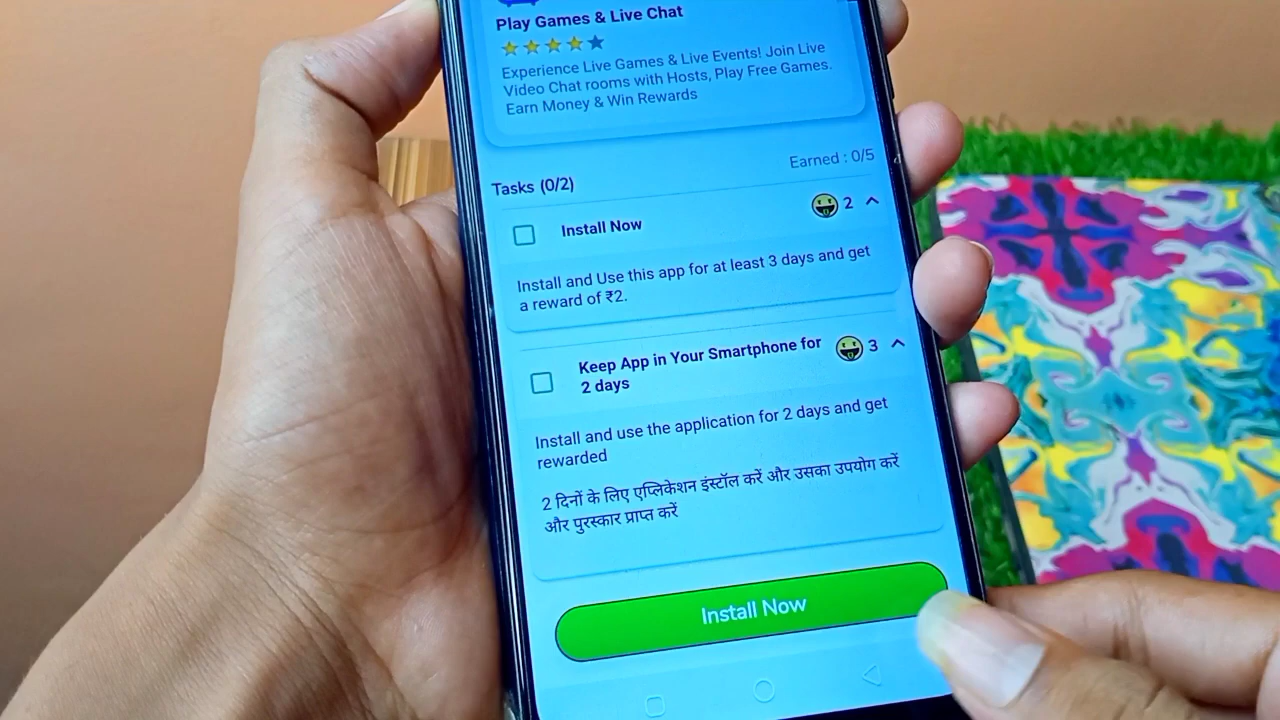 Play Games & Live Chat
Experience Live Games & Live Events! Join Live
Video Chat rooms with Hosts, Play Free Games.
Earn Money & Win Rewards
Earned : 0/5
Tasks (0/2)
Install Now
2
Install and Use this app for at least 3 days and get
a reward of ₹2.
Keep App in Your Smartphone for
2 days
3
Install and use the application for 2 days and get
rewarded
2 दिनों के लिए एप्लिकेशन इंस्टॉल करें और उसका उपयोग करें
और पुरस्कार प्राप्त करें
Install Now